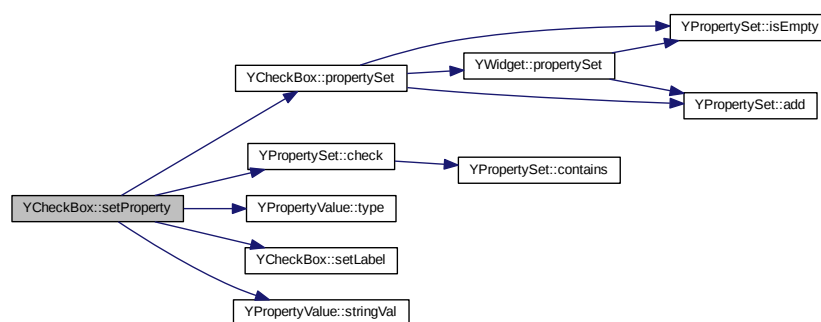 YPropertySet::isEmpty
YCheckBox::propertySet
YWidget::propertySet
YPropertySet::add
YPropertySet::check
YPropertySet::contains
YCheckBox::setProperty
YPropertyValue::type
YCheckBox::setLabel
YPropertyValue::stringVal